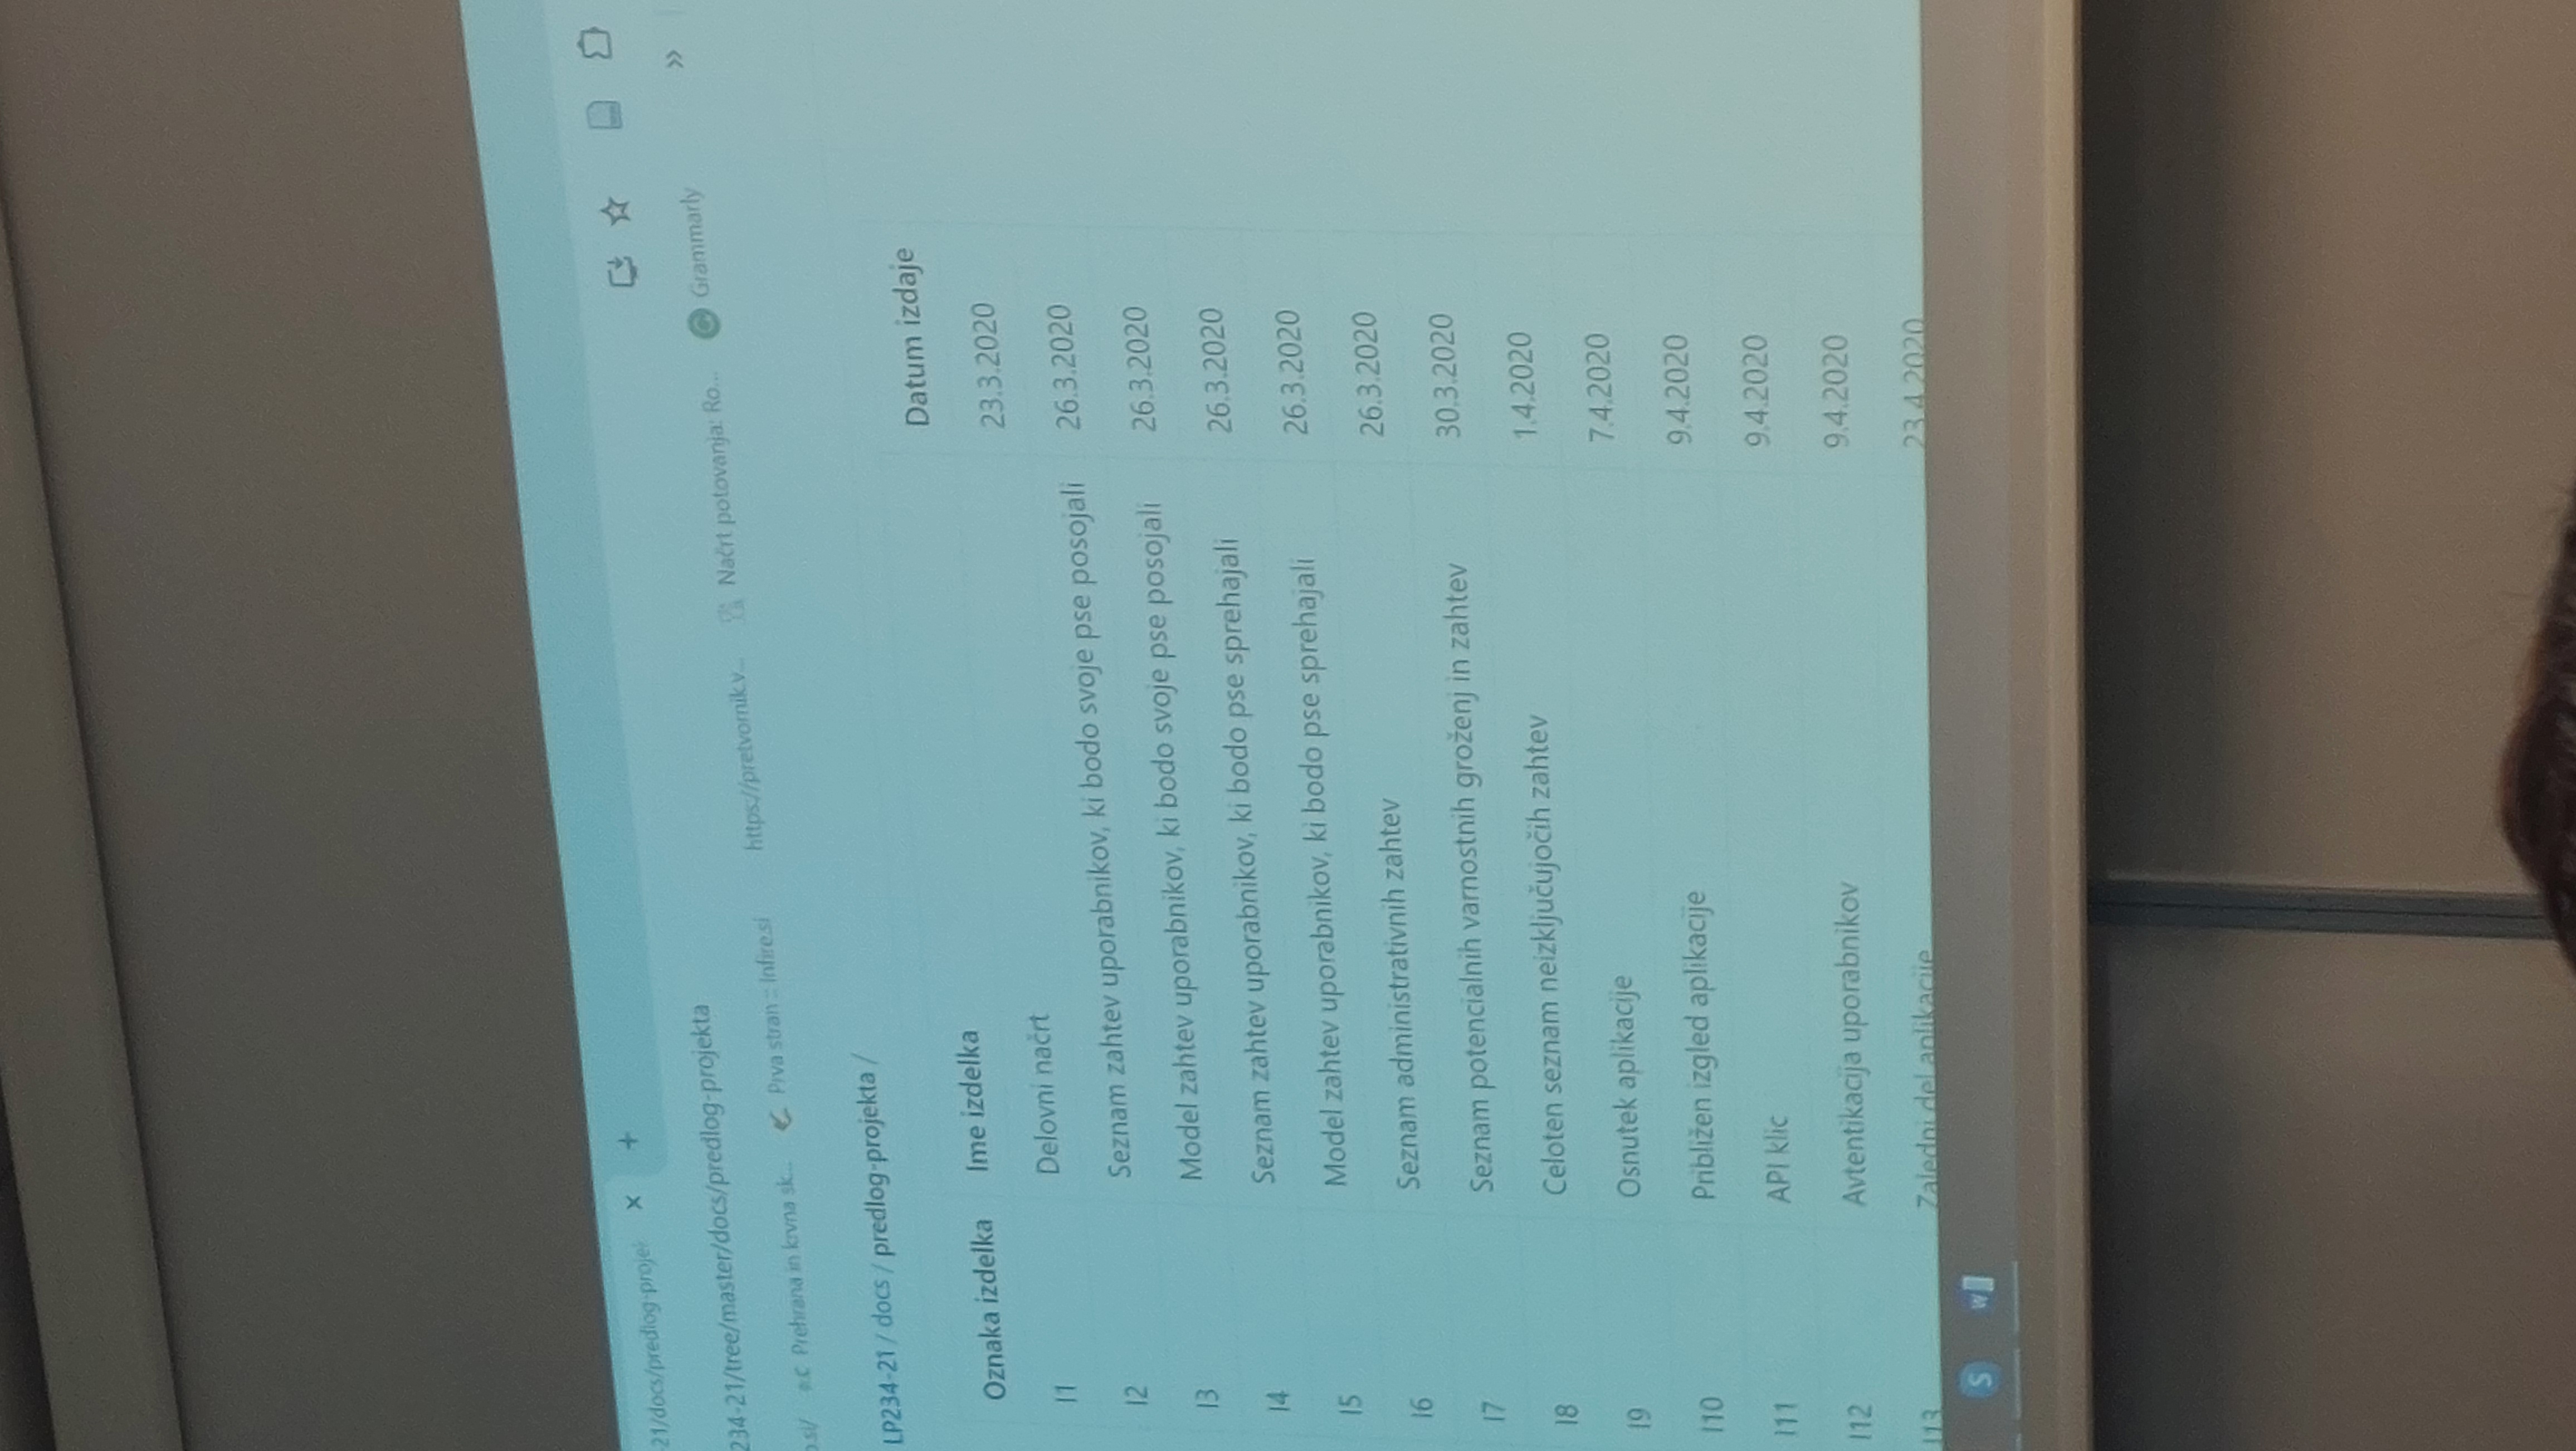 -21/docs/predlog-projek × +
234-21/tree/master/docs/predlog-projekta
o.si/ Prehrana in krvna sk... Prva stran :: Infire.si https://pretvornik.v... Načrt potovanja: Ro... Grammarly »
LP234-21 / docs / predlog-projekta /
Oznaka izdelka Ime izdelka Datum izdaje
I1 Delovni načrt 23.3.2020
I2 Seznam zahtev uporabnikov, ki bodo svoje pse posojali 26.3.2020
I3 Model zahtev uporabnikov, ki bodo svoje pse posojali 26.3.2020
I4 Seznam zahtev uporabnikov, ki bodo pse sprehajali 26.3.2020
I5 Model zahtev uporabnikov, ki bodo pse sprehajali 26.3.2020
I6 Seznam administrativnih zahtev 26.3.2020
I7 Seznam potencialnih varnostnih groženj in zahtev 30.3.2020
I8 Celoten seznam neizključujočih zahtev 1.4.2020
I9 Osnutek aplikacije 7.4.2020
I10 Približen izgled aplikacije 9.4.2020
I11 API klic 9.4.2020
I12 Avtentikacija uporabnikov 9.4.2020
I13 Zaledni del aplikacije 23.4.2020
S W